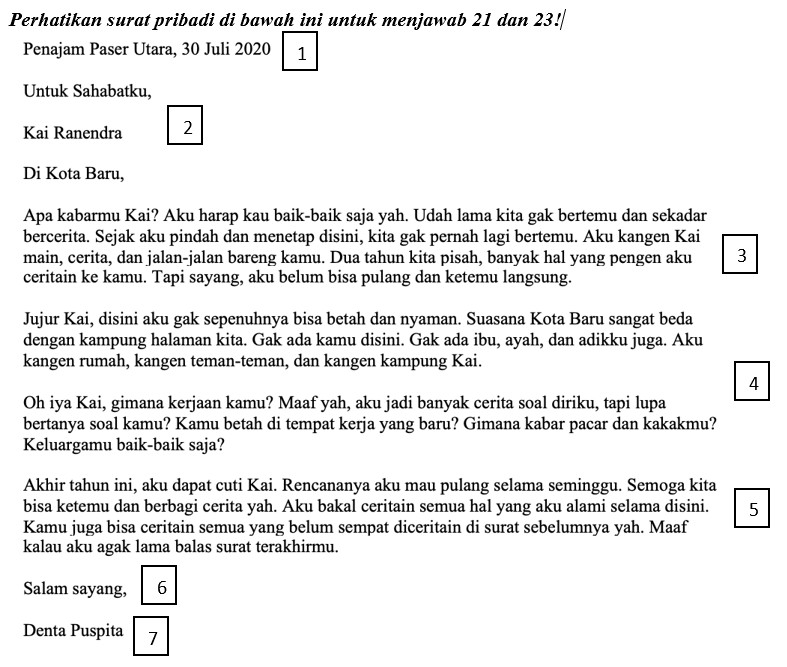 Perhatikan surat pribadi di bawah ini untuk menjawab 21 dan 23!
Penajam Paser Utara, 30 Juli 2020 1
Untuk Sahabatku,
Kai Ranendra 2
Di Kota Baru,
Apa kabarmu Kai? Aku harap kau baik-baik saja yah. Udah lama kita gak bertemu dan sekadar
bercerita. Sejak aku pindah dan menetap disini, kita gak pernah lagi bertemu. Aku kangen Kai
main, cerita, dan jalan-jalan bareng kamu. Dua tahun kita pisah, banyak hal yang pengen aku 3
ceritain ke kamu. Tapi sayang, aku belum bisa pulang dan ketemu langsung.
Jujur Kai, disini aku gak sepenuhnya bisa betah dan nyaman. Suasana Kota Baru sangat beda
dengan kampung halaman kita. Gak ada kamu disini. Gak ada ibu, ayah, dan adikku juga. Aku
kangen rumah, kangen teman-teman, dan kangen kampung Kai.
4
Oh iya Kai, gimana kerjaan kamu? Maaf yah, aku jadi banyak cerita soal diriku, tapi lupa
bertanya soal kamu? Kamu betah di tempat kerja yang baru? Gimana kabar pacar dan kakakmu?
Keluargamu baik-baik saja?
Akhir tahun ini, aku dapat cuti Kai. Rencananya aku mau pulang selama seminggu. Semoga kita
bisa ketemu dan berbagi cerita yah. Aku bakal ceritain semua hal yang aku alami selama disini. 5
Kamu juga bisa ceritain semua yang belum sempat diceritain di surat sebelumnya yah. Maaf
kalau aku agak lama balas surat terakhirmu.
Salam sayang, 6
Denta Puspita 7